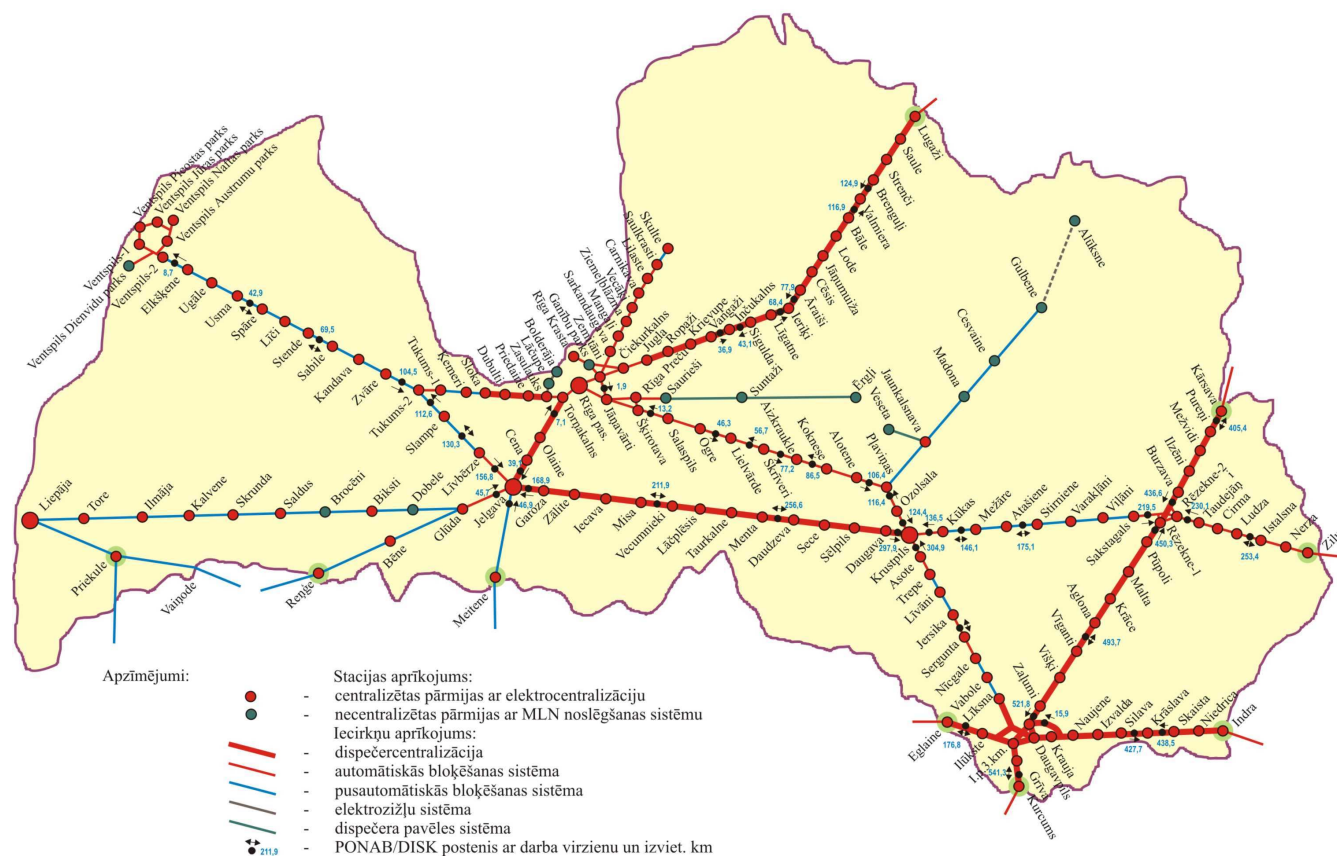 Ventspils Pieostas parks
Ventspils Jūras parks
Ventspils Naftas parks
Ventspils Austrumu parks
Ventspils-1
Ventspils Dienvidu parks
Ventspils-2
8,7
Elkšķene
Ugāle
Usma
42,9
Spāre
Līči
Stende
69,5
Sabile
Kandava
Zvāre
104,5
Tukums-1
Tukums-2
112,6
Ķemeri
Sloka
Dubulti
Priedaine
Lāčupe
Zasulauks
Bolderāja
Rīga Krasta
Ganību parks
Zemitāni
Sarkandaugava
Mangaļi
Ziemeļblāzma
Vecāķi
Carnikava
Lilaste
Saulkrasti
Skulte
Čiekurkalns
Jugla
Ropaži
Krievupe
Vangaži
36,9
Inčukalns
43,1
Sigulda
Līgatne
68,4
Ieriķi
77,9
Āraiši
Cēsis
Jāņamuiža
Lode
Bāle
Valmiera
116,9
Brenguļi
124,9
Strenči
Saule
Lugaži
Alūksne
Gulbene
Cesvaine
Madona
Jaunkalsnava
Veseta
Ērgļi
Suntaži
Saurieši
Rīga Preču
1,9
Rīga pas.
Jāņavārti
Torņakalns
7,1
Šķirotava
13,2
Salaspils
Ogre
46,3
Lielvārde
56,7
Skrīveri
Aizkraukle
77,2
Koknese
86,5
Alotene
Pļaviņas
106,4
116,4
Ozolsala
124,4
136,5
Slampe
130,3
Līvbērze
156,8
Cena
39,
Olaine
168,9
45,7
46,9
Jelgava
Garoza
Zālīte
Iecava
Misa
211,9
Vecumnieki
Lāčplēsis
Taurkalne
Menta
Daudzeva
256,6
Sece
Sēlpils
Daugava
297,9
Krustpils
304,9
Kūkas
146,1
Mežāre
Atašiene
175,1
Stirniene
Varakļāni
Viļāni
Sakstagals
219,5
436,6
Burzava
Ilzēni
Mežvidi
Pureņi
Kārsava
405,4
Rēzekne-2
230,1
Taudejāņi
Cirma
Ludza
253,4
Istalsna
Nerza
Zilupe
450,3
Rēzekne-1
Pūpoli
Malta
Krāce
Aglona
493,7
Vīganti
Višķi
Zaļumi
521,8
15,9
Asote
Trepe
Līvāni
Jersika
Sergunta
Nīcgale
Vabole
Līksna
Eglaine
176,8
Ilūkste
I.p.3.km.
541,3
Grīva
Kurcums
Daugavpils
Krauja
Naujene
Izvalda
Silava
427,7
Krāslava
438,5
Skaista
Niedrica
Indra
Liepāja
Tore
Ilmāja
Kalvene
Skrunda
Saldus
Brocēni
Biksti
Dobele
Glūda
Bēne
Reņģe
Priekule
Vaiņode
Meitene
Apzīmējumi:
Stacijas aprīkojums:
- centralizētas pārmijas ar elektrocentralizāciju
- necentralizētas pārmijas ar MLN noslēgšanas sistēmu
Iecirkņu aprīkojums:
- dispečercentralizācija
- automātiskās bloķēšanas sistēma
- pusautomātiskās bloķēšanas sistēma
- elektrozižļu sistēma
- dispečera pavēles sistēma
211,9 - PONAB/DISK postenis ar darba virzienu un izviet. km